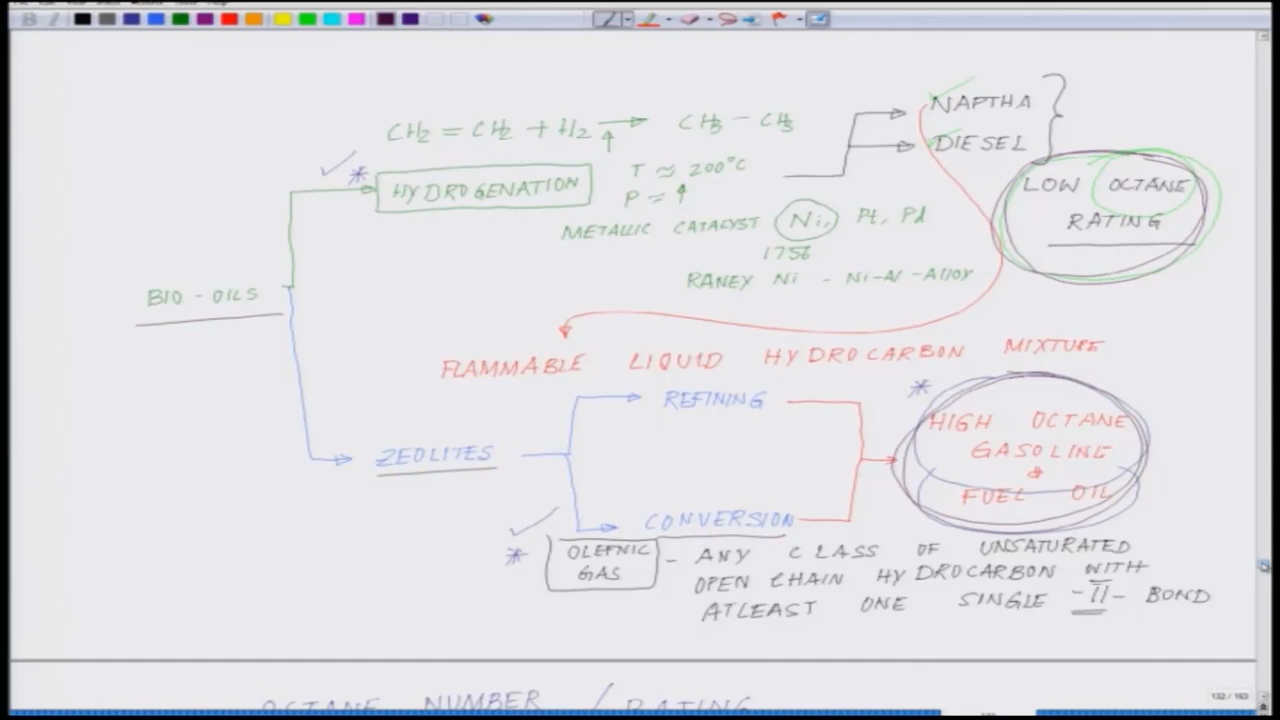 CH2 = CH2 + H2 → CH3 - CH3
NAPTHA
DIESEL
HYDROGENATION
T ≈ 200°C
P = ↑
LOW OCTANE
RATING
METALLIC CATALYST Ni, Pt, Pd
1756
RANEY Ni - Ni-Al-Alloy
BIO-OILS
FLAMMABLE LIQUID HYDROCARBON MIXTURE
REFINING
HIGH OCTANE
GASOLINE
&
FUEL OIL
ZEOLITES
CONVERSION
OLEFNIC
GAS
- ANY CLASS OF UNSATURATED
OPEN CHAIN HYDROCARBON WITH
ATLEAST ONE SINGLE -π- BOND
132 / 163
OCTANE NUMBER / RATING